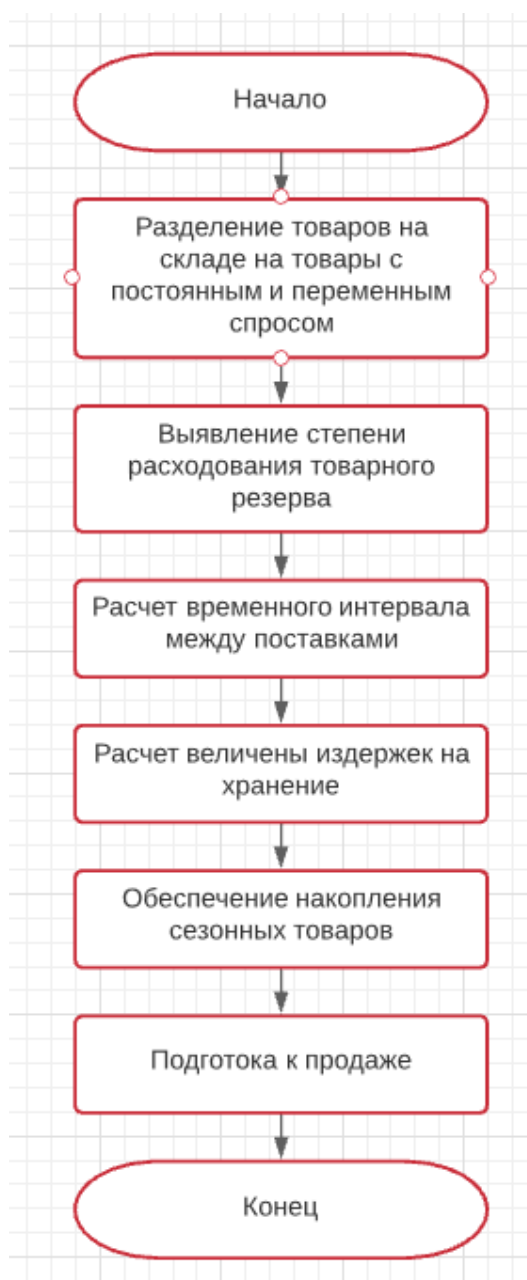 Начало
Разделение товаров на
складе на товары с
постоянным и переменным
спросом
Выявление степени
расходования товарного
резерва
Расчет временного интервала
между поставками
Расчет величены издержек на
хранение
Обеспечение накопления
сезонных товаров
Подготока к продаже
Конец